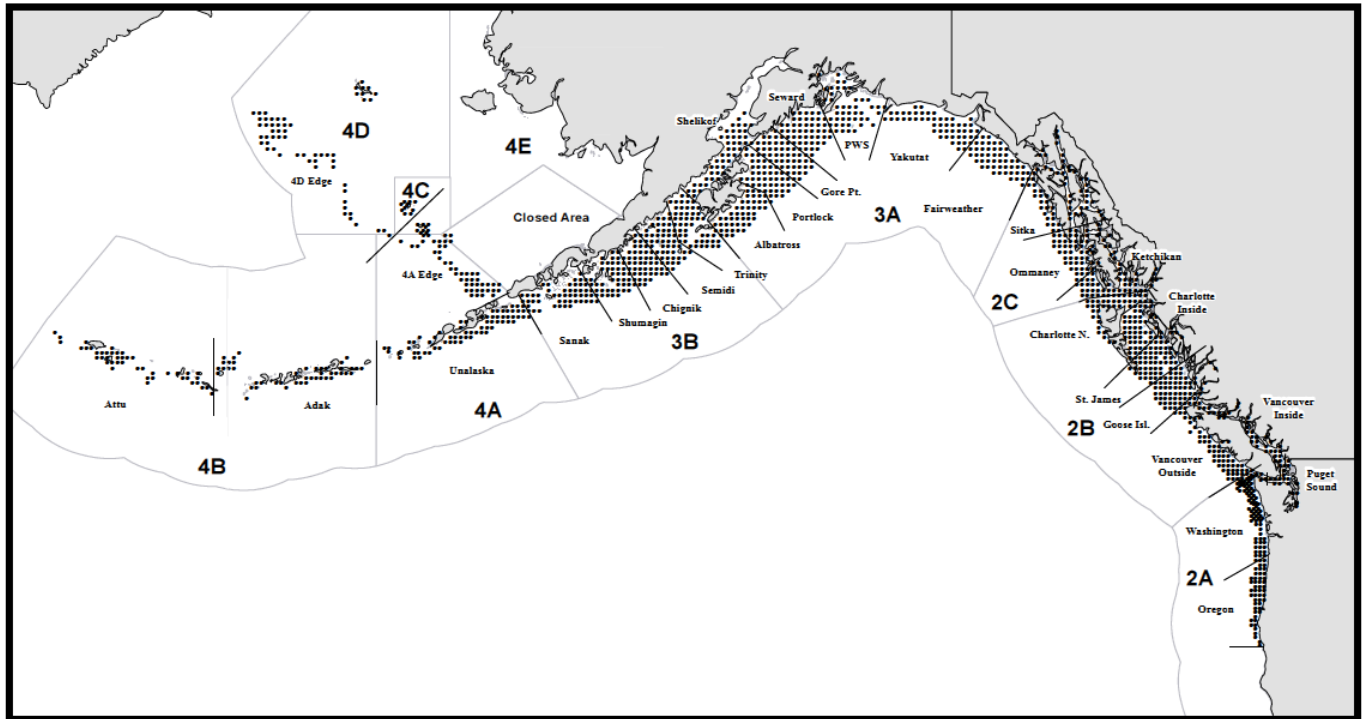 Seward
Shelikof
4D
4E
PWS
Yakutat
4D Edge
4C
Gore Pt.
Portlock
3A
Fairweather
Closed Area
Sitka
Albatross
Ketchikan
4A Edge
Trinity
Ommaney
Semidi
2C
Charlotte
Inside
Chignik
Shumagin
Charlotte N.
Sanak
3B
Unalaska
St. James
Attu
Adak
4A
Vancouver
Inside
2B
Goose Isl.
4B
Vancouver
Outside
Puget
Sound
Washington
2A
Oregon